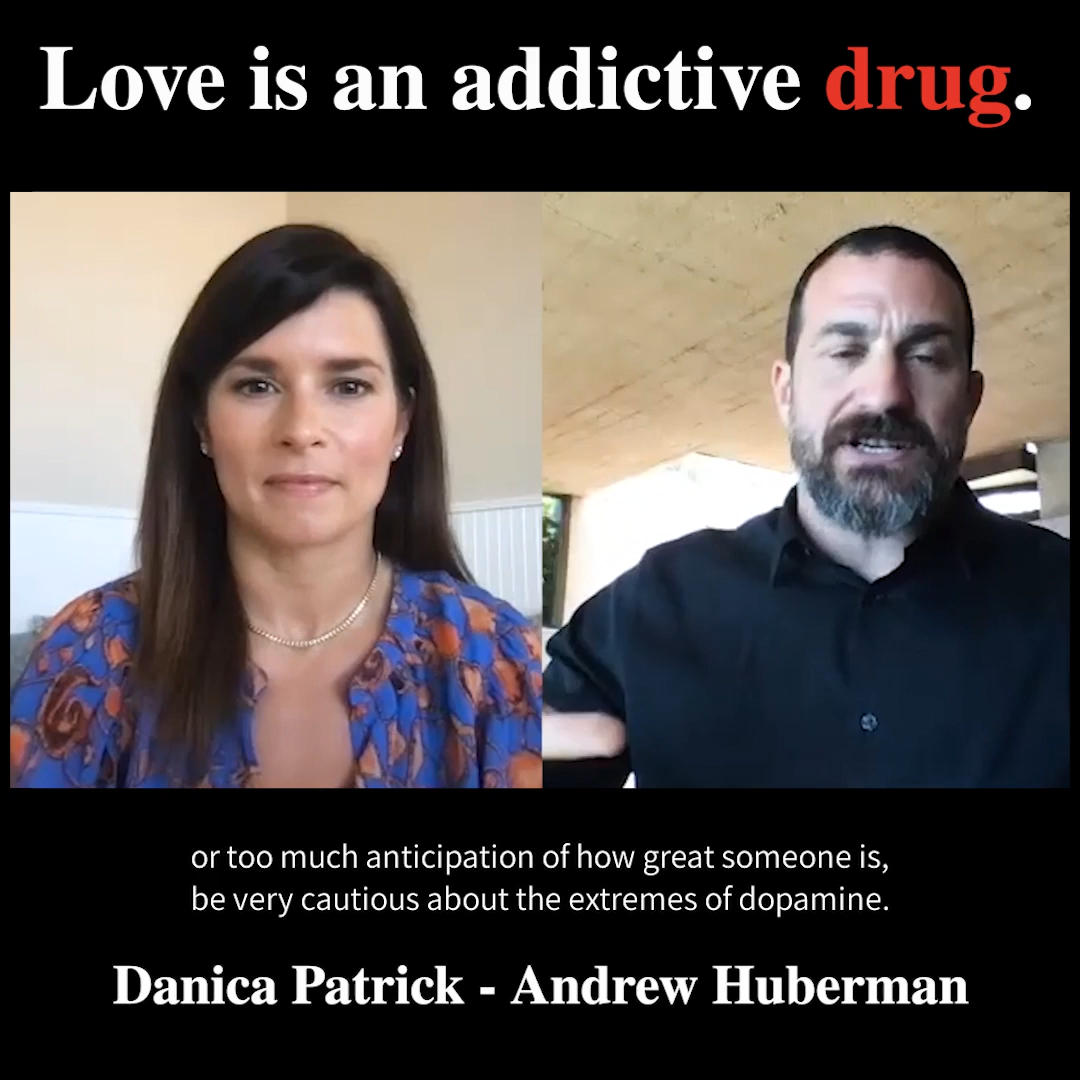 Love is an addictive drug.
or too much anticipation of how great someone is,
be very cautious about the extremes of dopamine.
Danica Patrick - Andrew Huberman